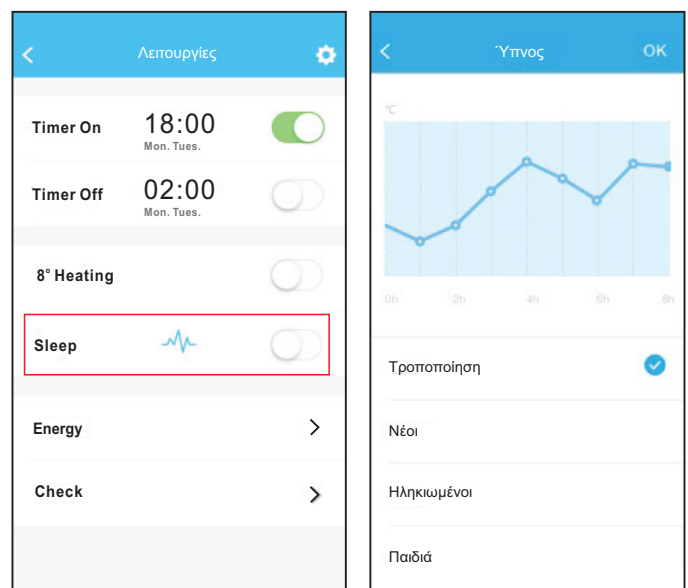 Λειτουργίες
Timer On 18:00
Mon. Tues.
Timer Off 02:00
Mon. Tues.
8° Heating
Sleep
Energy
Check
Ύπνος OK
°C
0h 2h 4h 6h 8h
Τροποποίηση
Νέοι
Ηληκιωμένοι
Παιδιά